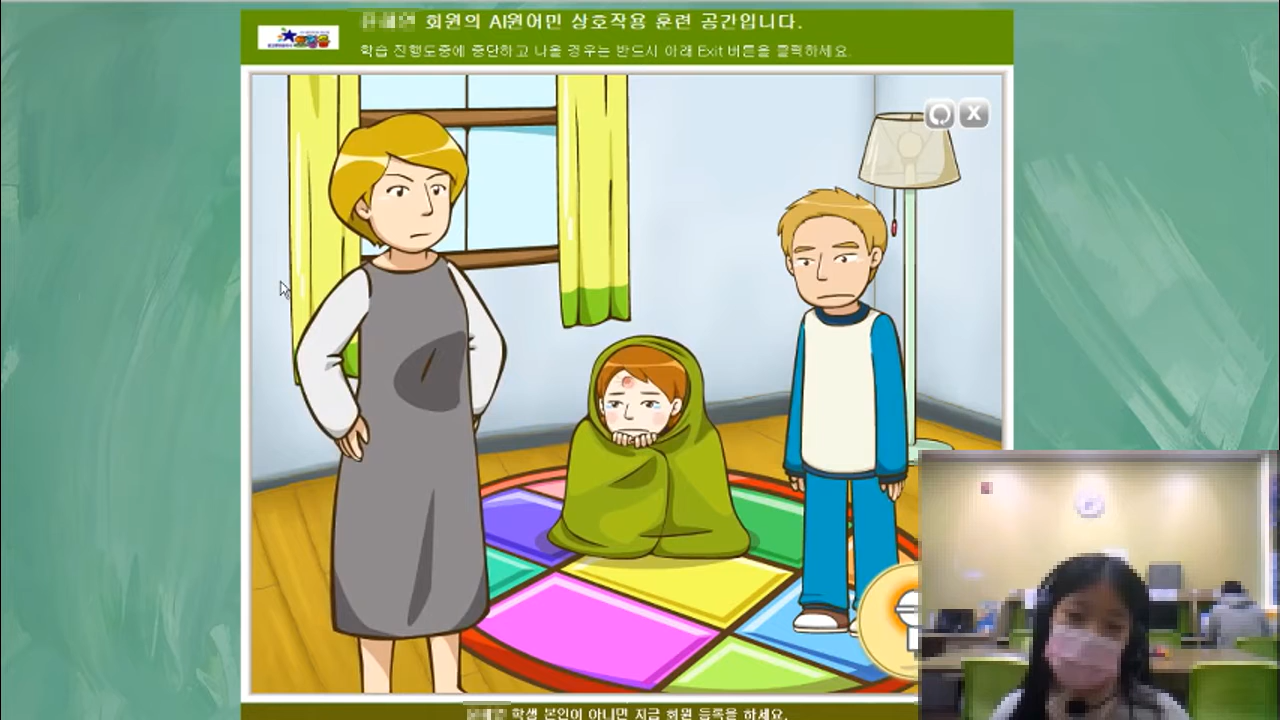 회원의 AI원어민 상호작용 훈련 공간입니다.
학습 진행도중에 중단하고 나올 경우는 반드시 아래 Exit 버튼을 클릭하세요.
X
학생 본인이 아니면 지금 회원 등록을 하세요.